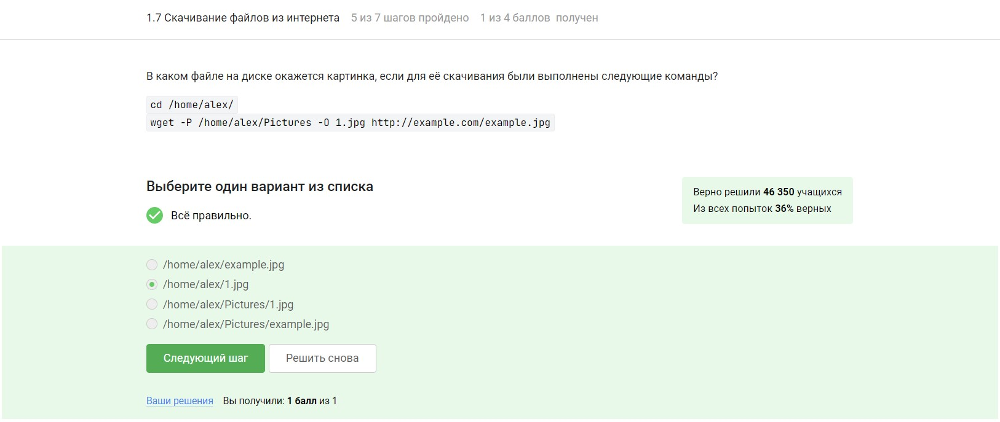 1.7 Скачивание файлов из интернета 5 из 7 шагов пройдено 1 из 4 баллов получен
В каком файле на диске окажется картинка, если для её скачивания были выполнены следующие команды?
cd /home/alex/
wget -P /home/alex/Pictures -O 1.jpg http://example.com/example.jpg
Выберите один вариант из списка
Всё правильно.
Верно решили 46 350 учащихся
Из всех попыток 36% верных
/home/alex/example.jpg
/home/alex/1.jpg
/home/alex/Pictures/1.jpg
/home/alex/Pictures/example.jpg
Следующий шаг Решить снова
Ваши решения Вы получили: 1 балл из 1